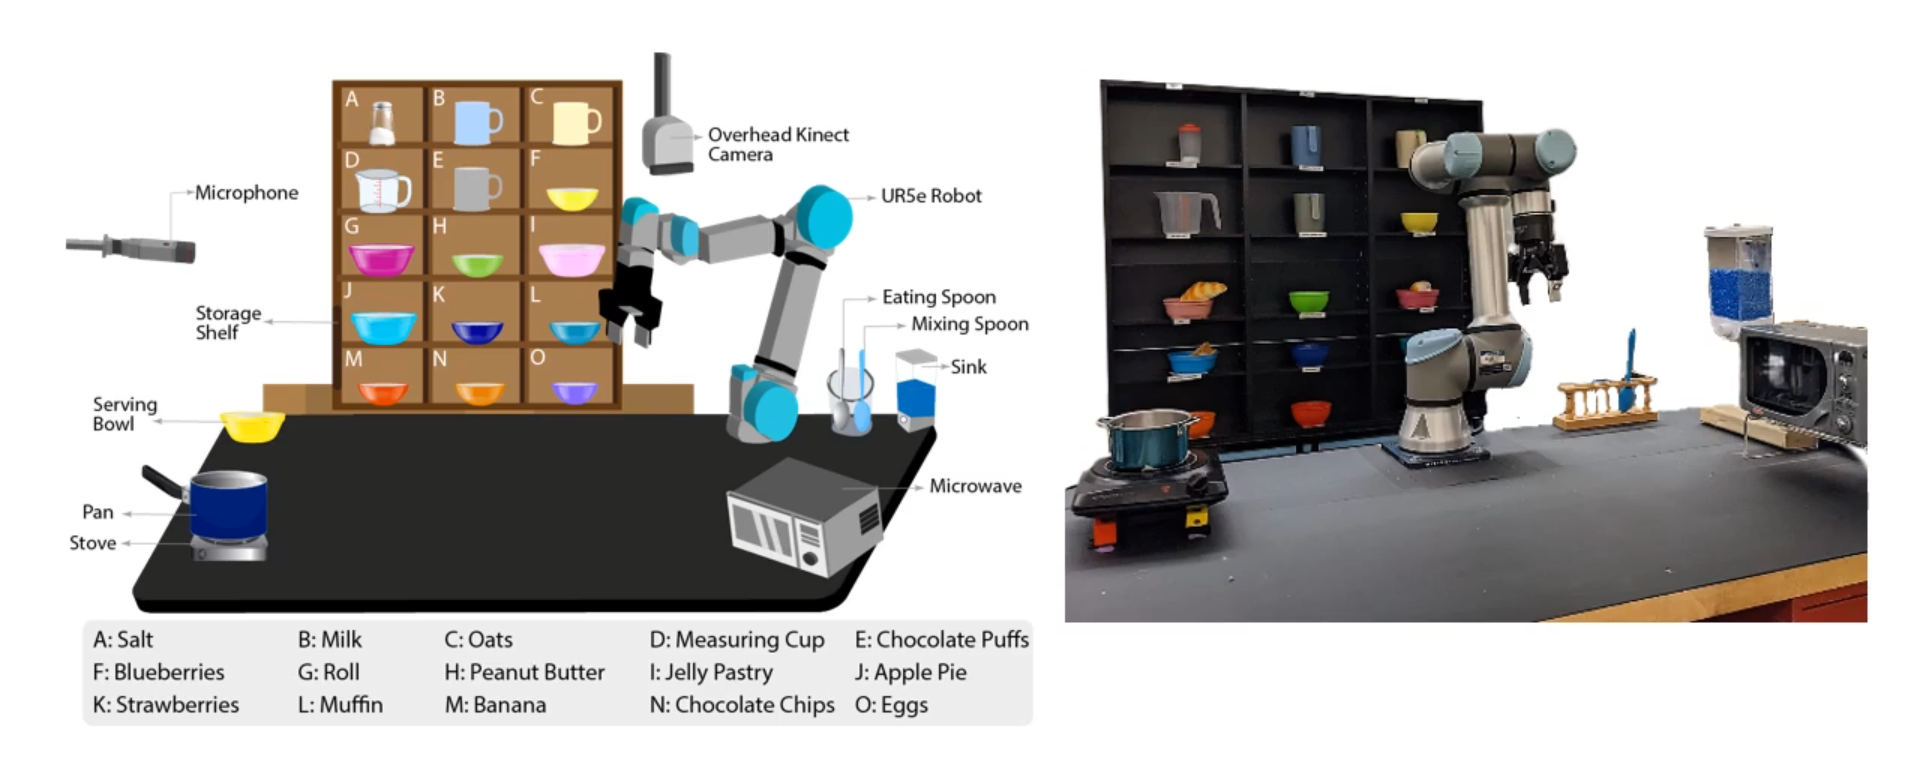 A
B
C
D
E
F
G
H
I
J
K
L
M
N
O
Overhead Kinect
Camera
Microphone
UR5e Robot
Storage
Shelf
Eating Spoon
Mixing Spoon
Sink
Serving
Bowl
Microwave
Pan
Stove
A: Salt B: Milk C: Oats D: Measuring Cup E: Chocolate Puffs
F: Blueberries G: Roll H: Peanut Butter I: Jelly Pastry J: Apple Pie
K: Strawberries L: Muffin M: Banana N: Chocolate Chips O: Eggs